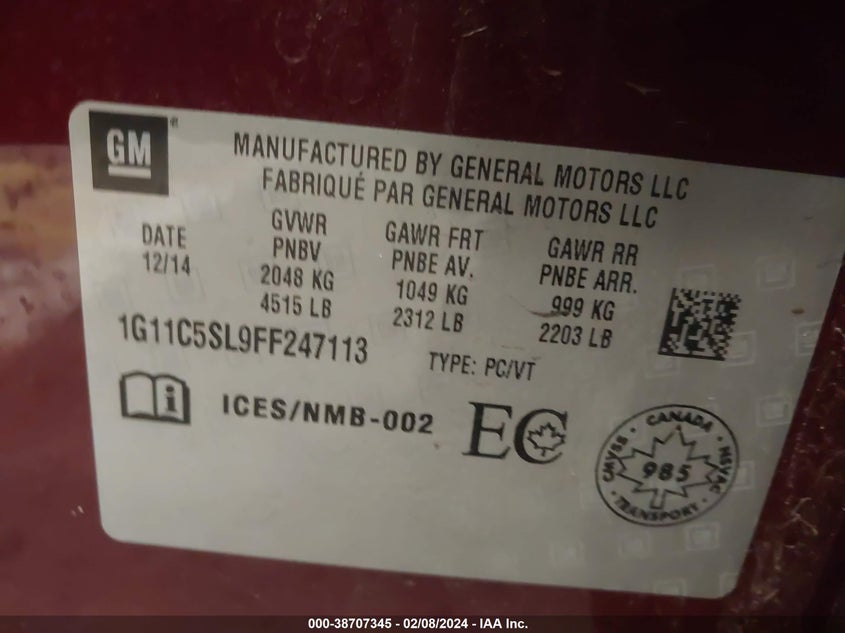 GM
MANUFACTURED BY GENERAL MOTORS LLC
FABRIQUÉ PAR GENERAL MOTORS LLC
DATE
12/14
GVWR
PNBV
2048 KG
4515 LB
GAWR FRT
PNBE AV.
1049 KG
2312 LB
GAWR RR
PNBE ARR.
999 KG
2203 LB
1G11C5SL9FF247113
TYPE: PC/VT
i
ICES/NMB-002
EC
CANADA
CMVSS
985
NSVAC
TRANSPORT
000-38707345 - 02/08/2024 - IAA Inc.